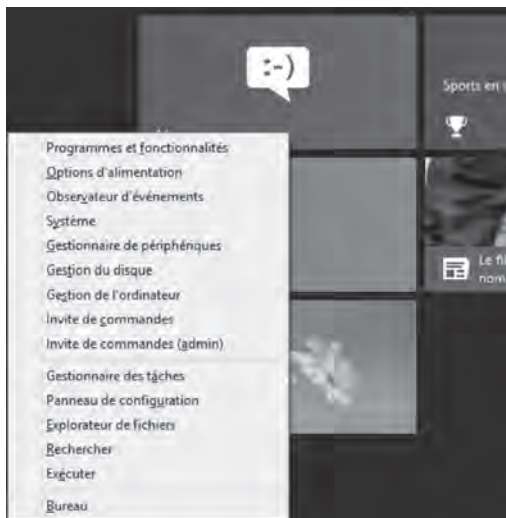 :-)
Sports en
Programmes et fonctionnalités
Options d'alimentation
Observateur d'événements
Système
Gestionnaire de périphériques
Gestion du disque
Gestion de l'ordinateur
Invite de commandes
Invite de commandes (admin)
Gestionnaire des tâches
Panneau de configuration
Explorateur de fichiers
Rechercher
Exécuter
Bureau
Le